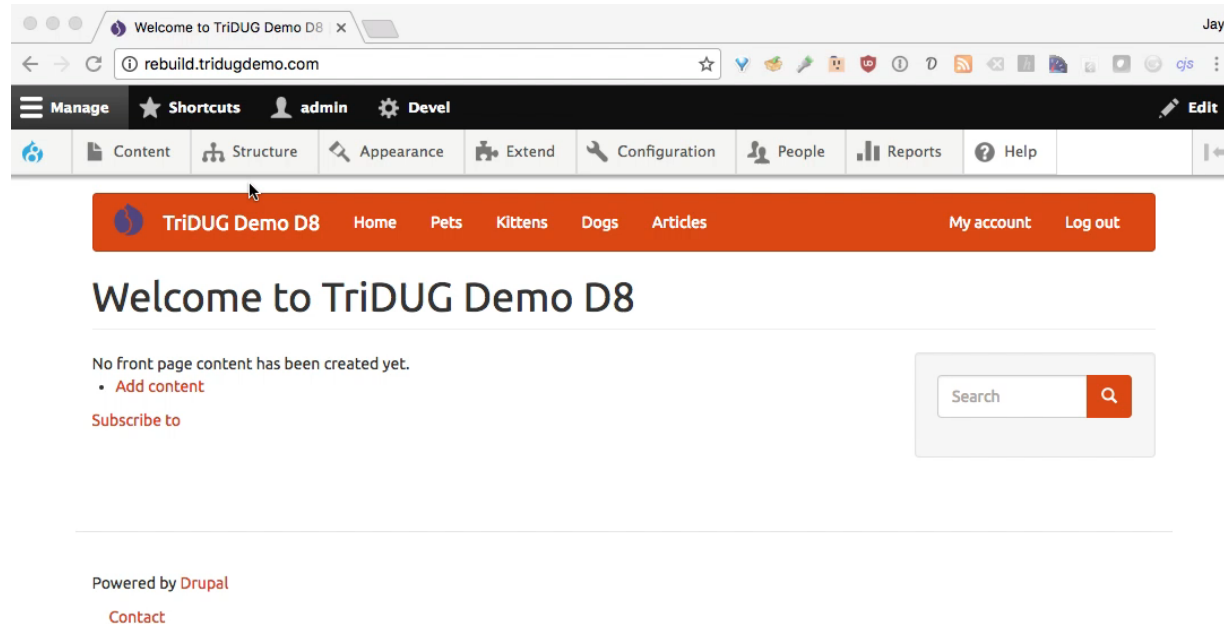 Welcome to TriDUG Demo D8
Jay
rebuild.tridugdemo.com
cjs
Manage Shortcuts admin Devel Edit
Content Structure Appearance Extend Configuration People Reports Help
TriDUG Demo D8 Home Pets Kittens Dogs Articles My account Log out
Welcome to TriDUG Demo D8
No front page content has been created yet.
Add content
Search
Subscribe to
Powered by Drupal
Contact